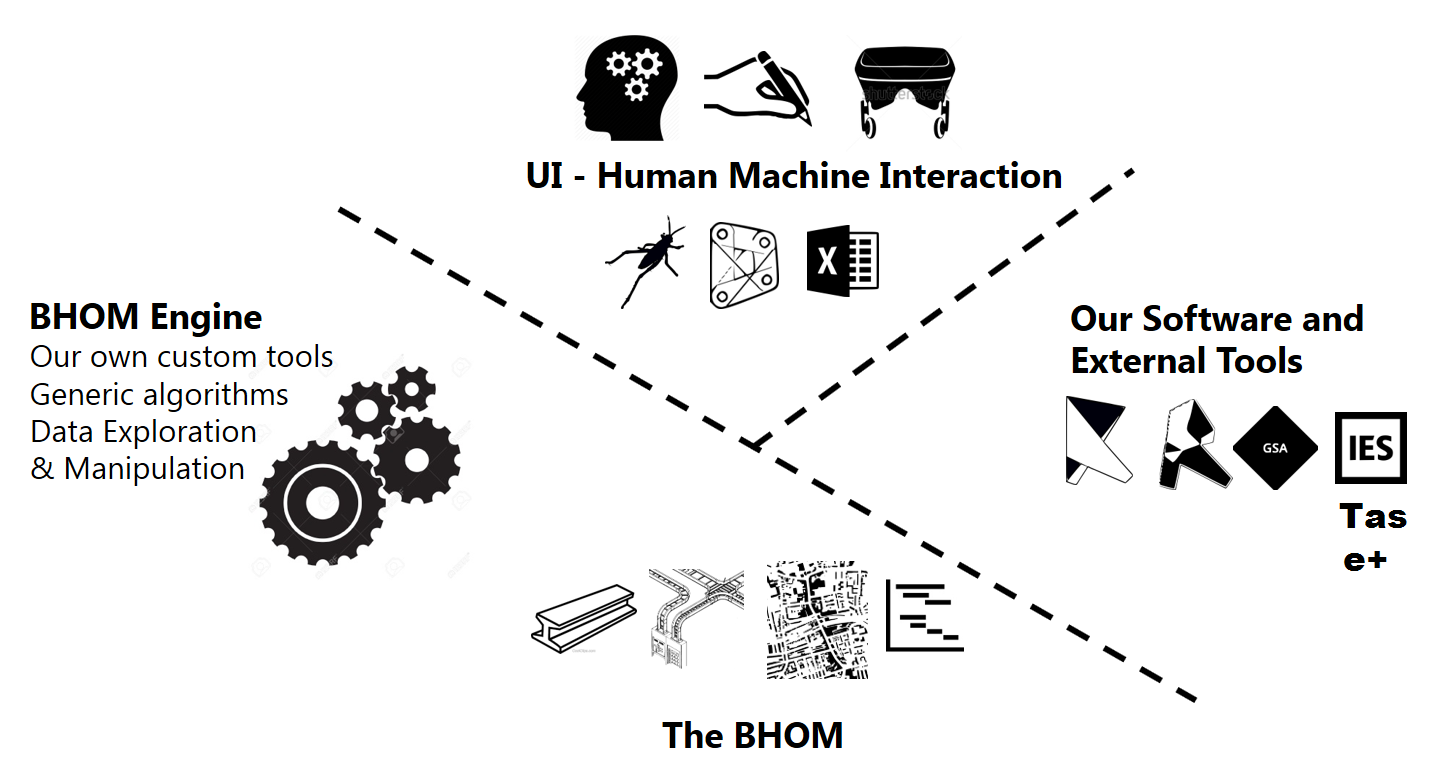 shutterstock
UI - Human Machine Interaction
X
BHOM Engine
Our own custom tools
Generic algorithms
Data Exploration
& Manipulation
Our Software and
External Tools
GSA
IES
Tas
e+
The BHOM